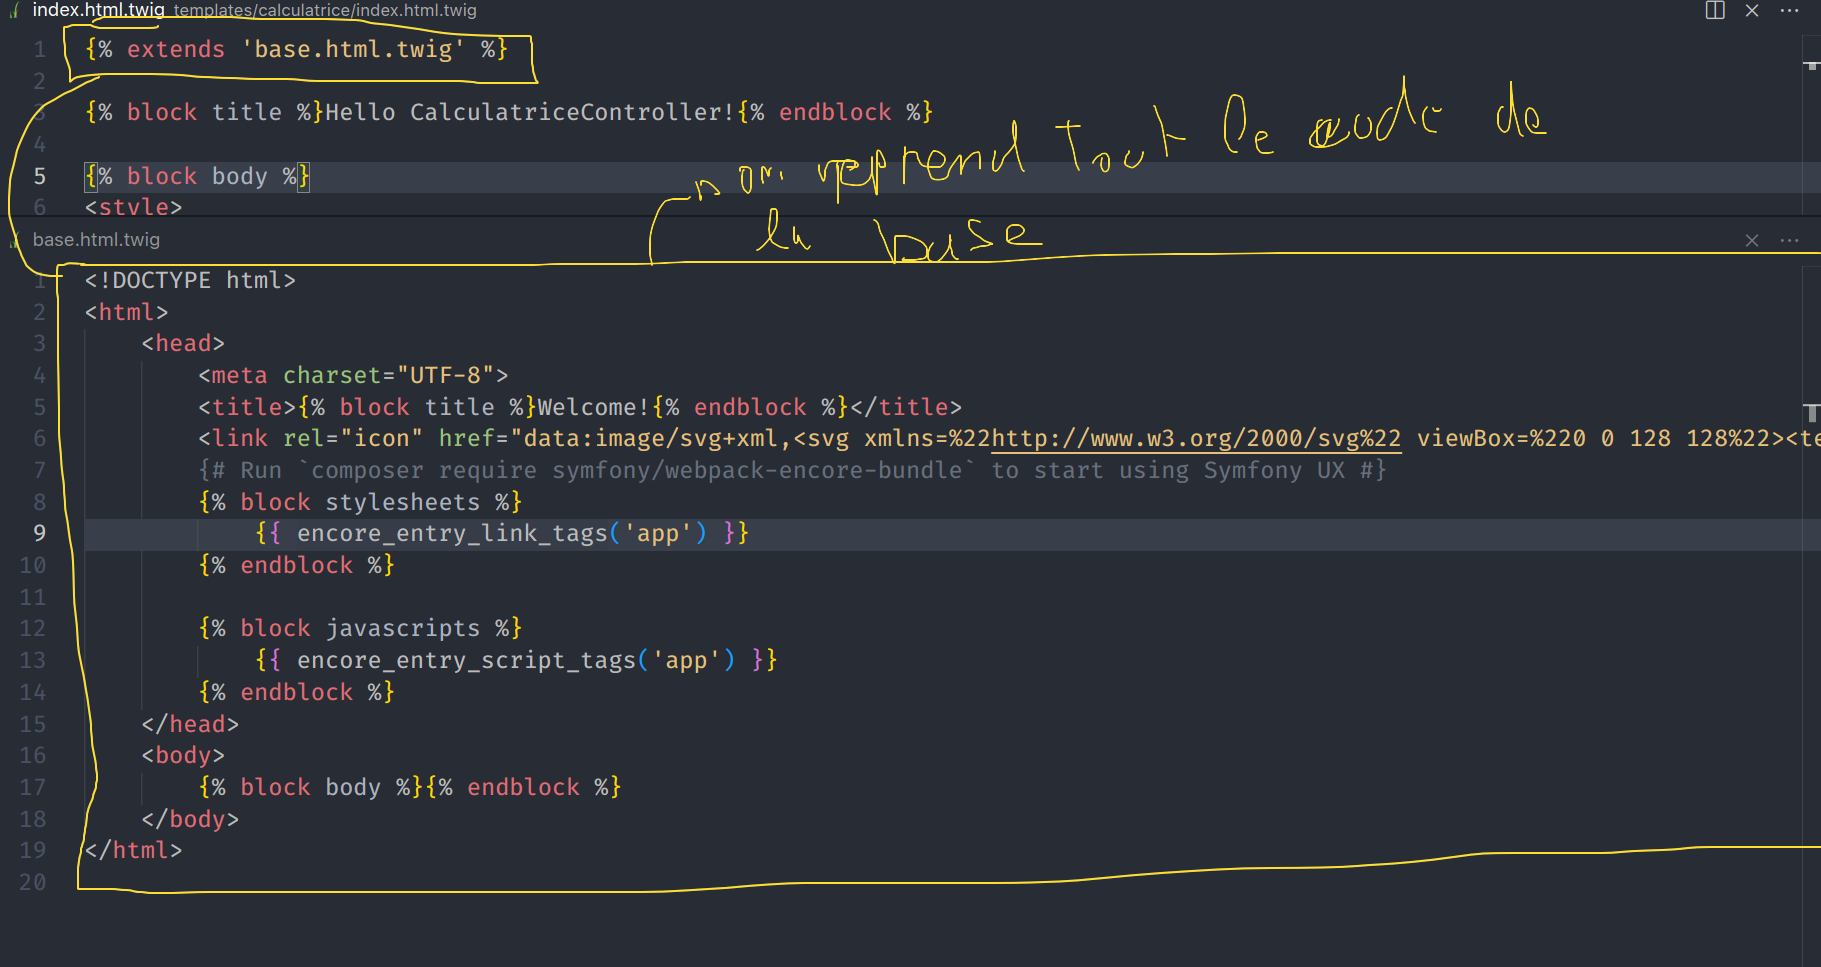 index.html.twig templates/calculatrice/index.html.twig
1 {% extends 'base.html.twig' %}
2
3 {% block title %}Hello CalculatriceController!{% endblock %}
4
5 {% block body %}
6 <style>
on reprend tout le code de
la base
base.html.twig
1 <!DOCTYPE html>
2 <html>
3 <head>
4 <meta charset="UTF-8">
5 <title>{% block title %}Welcome!{% endblock %}</title>
6 <link rel="icon" href="data:image/svg+xml,<svg xmlns=%22http://www.w3.org/2000/svg%22 viewBox=%220 0 128 128%22><te
7 {# Run `composer require symfony/webpack-encore-bundle` to start using Symfony UX #}
8 {% block stylesheets %}
9 {{ encore_entry_link_tags('app') }}
10 {% endblock %}
11
12 {% block javascripts %}
13 {{ encore_entry_script_tags('app') }}
14 {% endblock %}
15 </head>
16 <body>
17 {% block body %}{% endblock %}
18 </body>
19 </html>
20